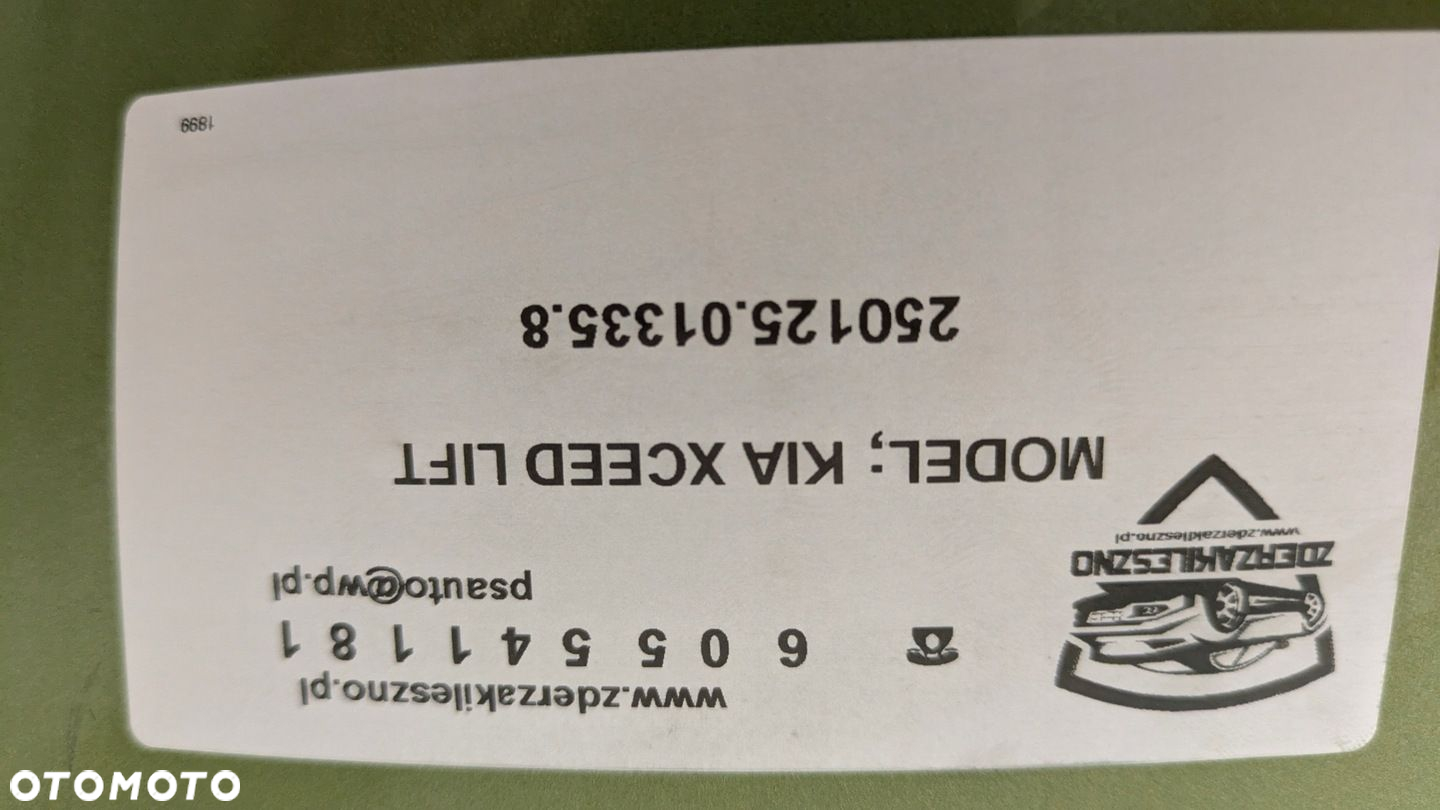 www.zderzakileszno.pl
6 0 5 5 4 1 1 8 1
psauto@wp.pl
ZDERZAKILESZNO
www.zderzakileszno.pl
MODEL; KIA XCEED LIFT
250125.01335.8
1899
OTOMOTO